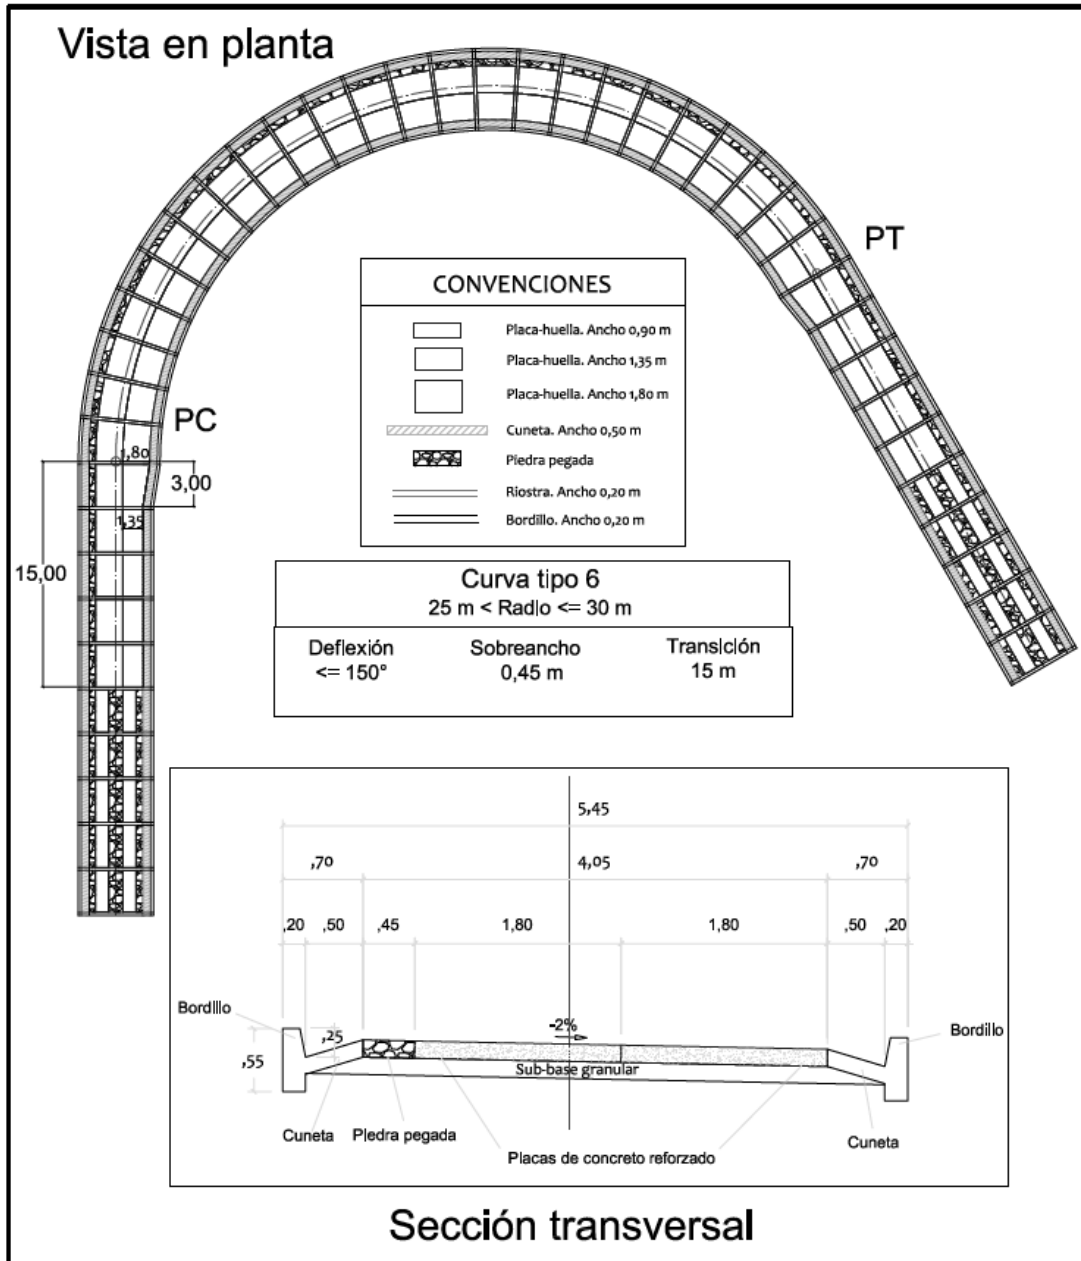 Vista en planta
PT
CONVENCIONES
Placa-huella. Ancho 0,90 m
Placa-huella. Ancho 1,35 m
Placa-huella. Ancho 1,80 m
Cuneta. Ancho 0,50 m
Piedra pegada
Riostra. Ancho 0,20 m
Bordillo. Ancho 0,20 m
PC
1,80
3,00
1,35
15,00
Curva tipo 6
25 m < Radio <= 30 m
Deflexión Sobreancho Transición
<= 150° 0,45 m 15 m
5,45
,70 4,05 ,70
,20 ,50 ,45 1,80 1,80 ,50 ,20
Bordillo -2% Bordillo
,25
,55
Sub-base granular
Cuneta Piedra pegada Cuneta
Placas de concreto reforzado
Sección transversal